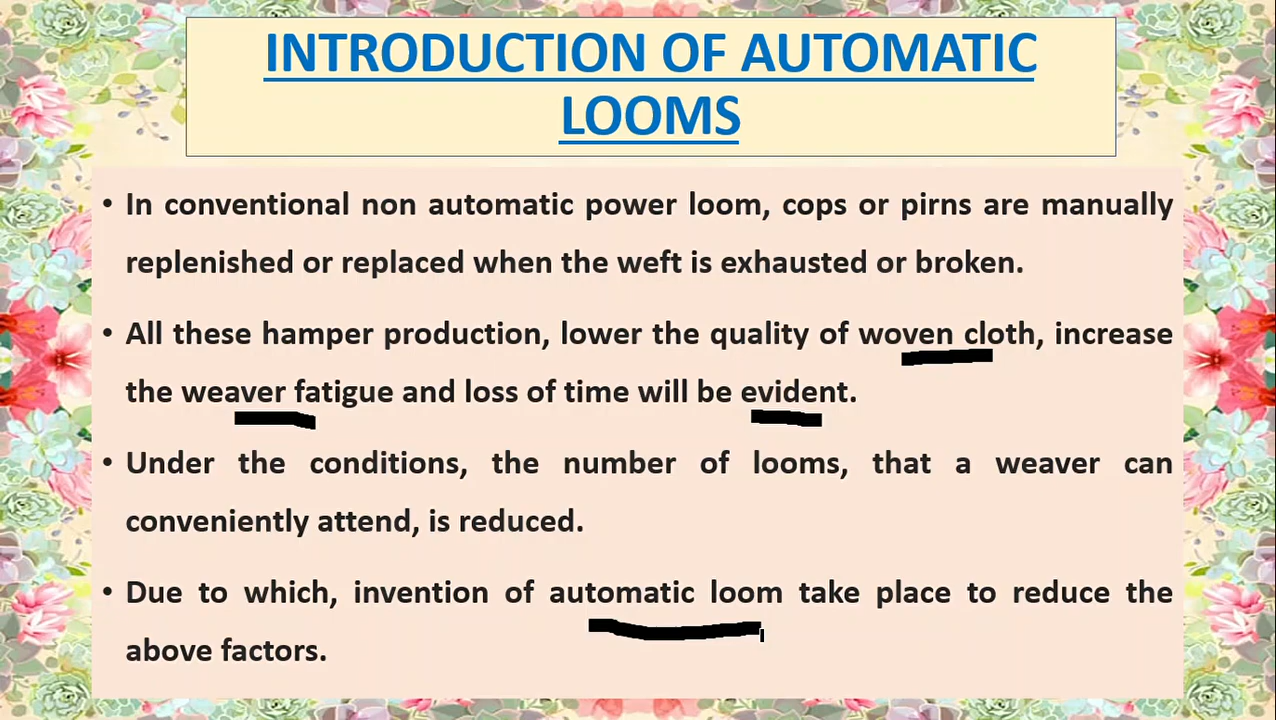 INTRODUCTION OF AUTOMATIC
LOOMS
• In conventional non automatic power loom, cops or pirns are manually
replenished or replaced when the weft is exhausted or broken.
• All these hamper production, lower the quality of woven cloth, increase
the weaver fatigue and loss of time will be evident.
• Under the conditions, the number of looms, that a weaver can
conveniently attend, is reduced.
• Due to which, invention of automatic loom take place to reduce the
above factors.